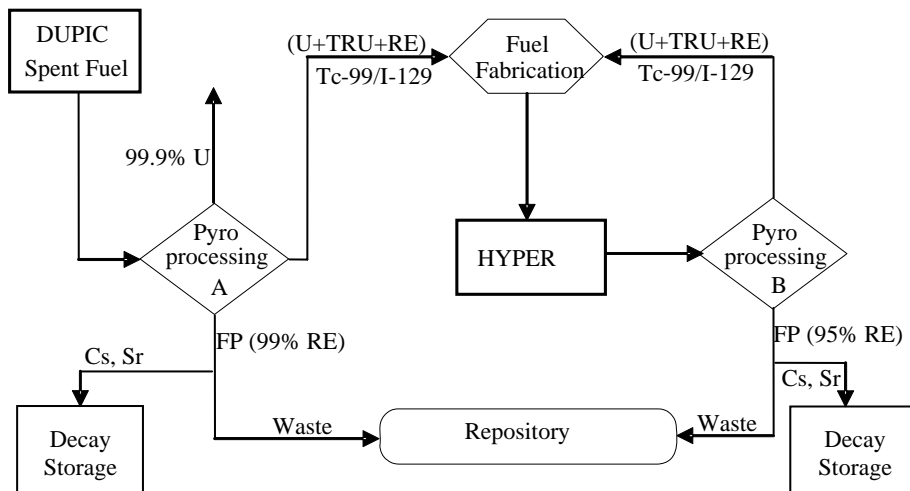 DUPIC
Spent Fuel
(U+TRU+RE)
Tc-99/I-129
Fuel
Fabrication
(U+TRU+RE)
Tc-99/I-129
99.9% U
Pyro
processing
A
HYPER
Pyro
processing
B
FP (99% RE)
Cs, Sr
FP (95% RE)
Cs, Sr
Decay
Storage
Waste
Repository
Waste
Decay
Storage